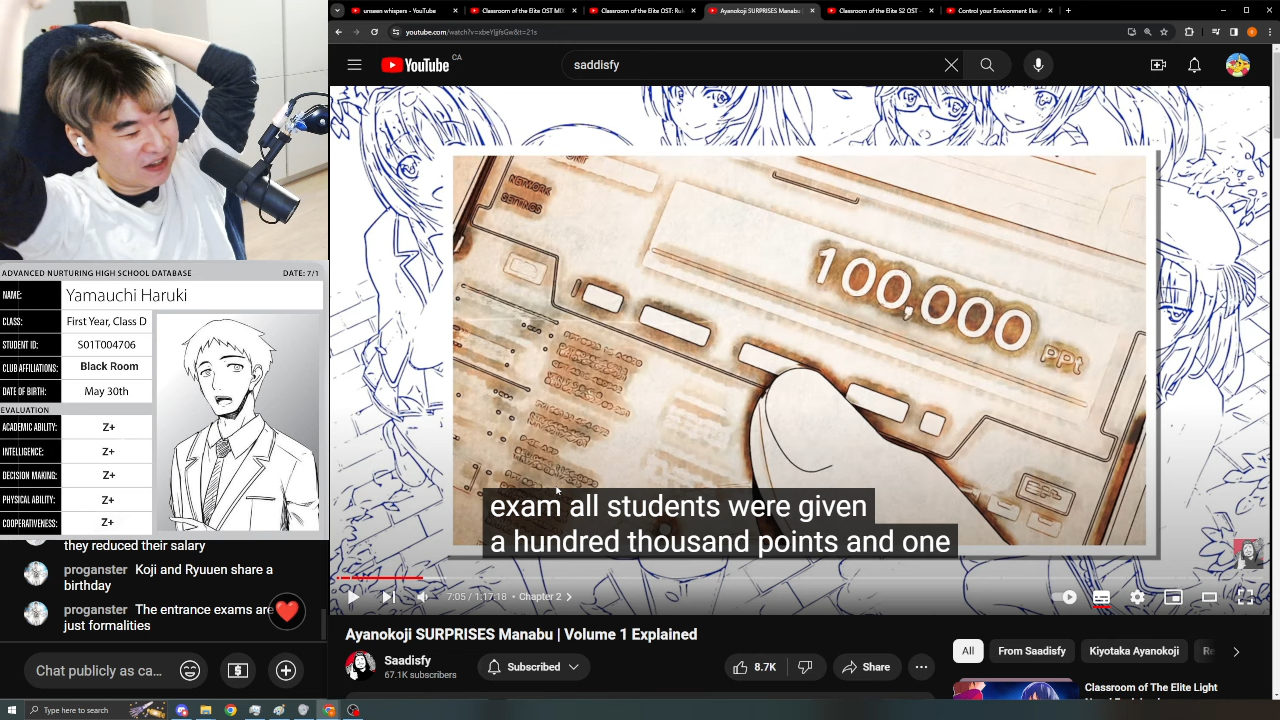 unseen whispers - YouTube
Classroom of the Elite OST MED
Classroom of the Elite OST: Rul
Ayanokoji SURPRISES Manabu |
Classroom of the Elite S2 OST -
Control your Environment like A
youtube.com/watch?v=xbeYJjfsGw&t=21s
YouTube CA
saddisfy
NETWORK
SETTINGS
100,000 PPt
exam all students were given
a hundred thousand points and one
7:05 / 1:17:18 • Chapter 2
Ayanokoji SURPRISES Manabu | Volume 1 Explained
Saadisfy
67.1K subscribers
Subscribed
8.7K
Share
All
From Saadisfy
Kiyotaka Ayanokoji
Re
Classroom of The Elite Light
ADVANCED NURTURING HIGH SCHOOL DATABASE DATE: 7/1
NAME: Yamauchi Haruki
CLASS: First Year, Class D
STUDENT ID: S01T004706
CLUB AFFILIATIONS: Black Room
DATE OF BIRTH: May 30th
EVALUATION
ACADEMIC ABILITY: Z+
INTELLIGENCE: Z+
DECISION MAKING: Z+
PHYSICAL ABILITY: Z+
COOPERATIVENESS: Z+
they reduced their salary
proganster Koji and Ryuuen share a
birthday
proganster The entrance exams are
just formalities
Chat publicly as ca...
Type here to search